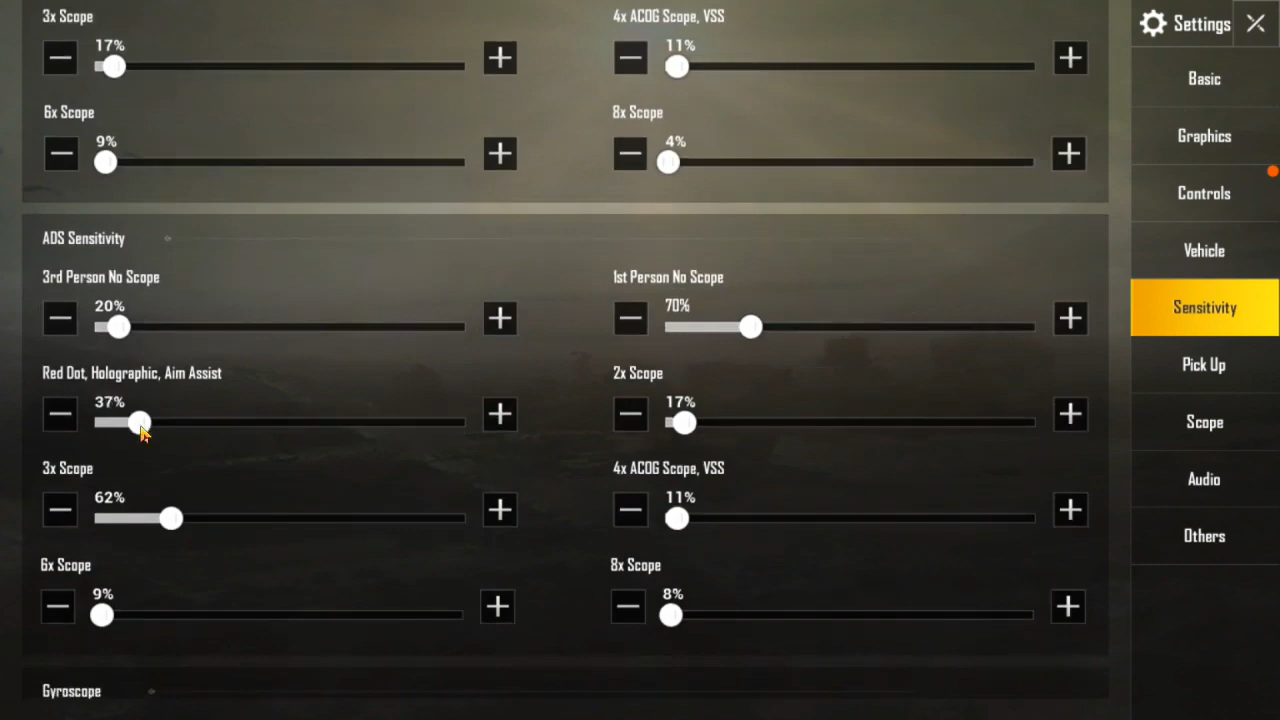 3x Scope
17%
4x ACOG Scope, VSS
11%
6x Scope
9%
8x Scope
4%
ADS Sensitivity
3rd Person No Scope
20%
1st Person No Scope
70%
Red Dot, Holographic, Aim Assist
37%
2x Scope
17%
3x Scope
62%
4x ACOG Scope, VSS
11%
6x Scope
9%
8x Scope
8%
Gyroscope
Settings
Basic
Graphics
Controls
Vehicle
Sensitivity
Pick Up
Scope
Audio
Others